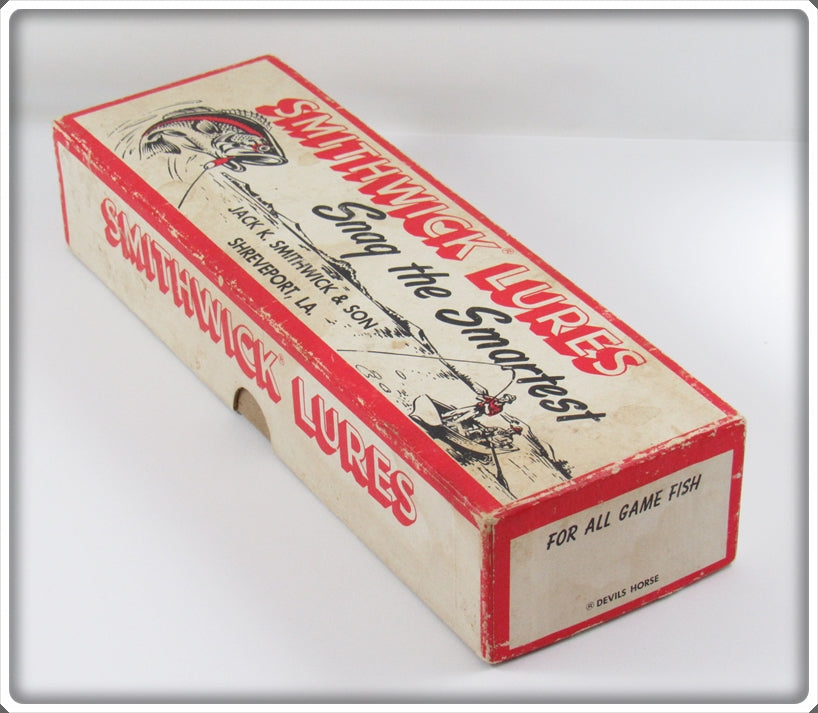 SMITHWICK® LURES
Snag the Smartest
JACK K. SMITHWICK & SON
SHREVEPORT, LA.
SMITHWICK® LURES
FOR ALL GAME FISH
® DEVILS HORSE